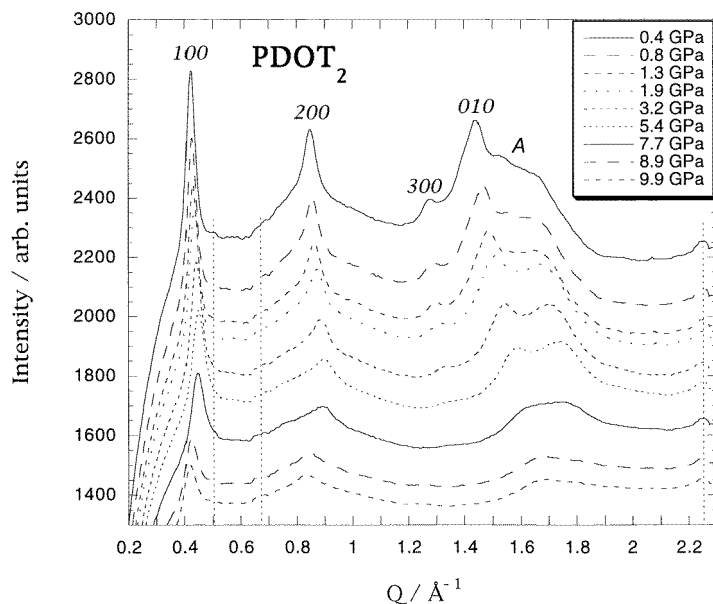 PDOT2
100
200
300
010
A
0.4 GPa
0.8 GPa
1.3 GPa
1.9 GPa
3.2 GPa
5.4 GPa
7.7 GPa
8.9 GPa
9.9 GPa
Intensity / arb. units
3000
2800
2600
2400
2200
2000
1800
1600
1400
0.2
0.4
0.6
0.8
1
1.2
1.4
1.6
1.8
2
2.2
Q / Å-1